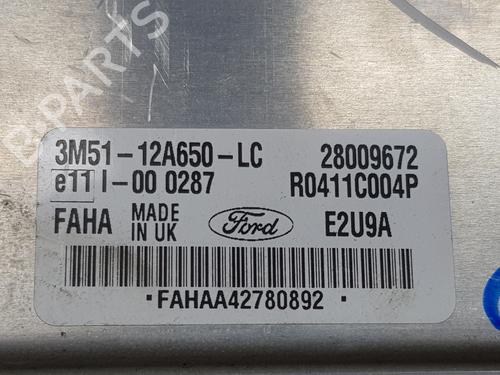 B-Parts
3M51-12A650-LC 28009672
e11 I-00 0287 R0411C004P
FAHA MADE IN UK Ford E2U9A
·FAHAA42780892·